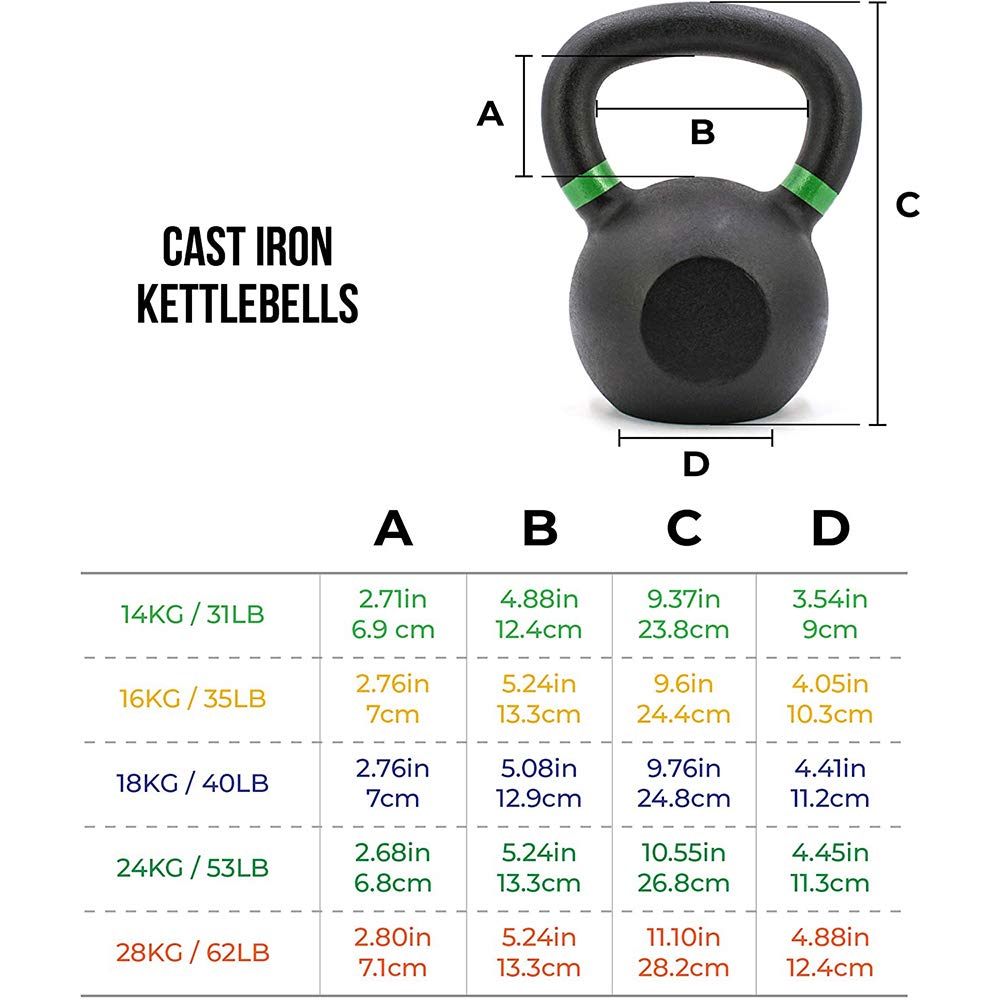 A
B
C
D
CAST IRON
KETTLEBELLS
A B C D
14KG / 31LB 2.71in 4.88in 9.37in 3.54in
6.9 cm 12.4cm 23.8cm 9cm
16KG / 35LB 2.76in 5.24in 9.6in 4.05in
7cm 13.3cm 24.4cm 10.3cm
18KG / 40LB 2.76in 5.08in 9.76in 4.41in
7cm 12.9cm 24.8cm 11.2cm
24KG / 53LB 2.68in 5.24in 10.55in 4.45in
6.8cm 13.3cm 26.8cm 11.3cm
28KG / 62LB 2.80in 5.24in 11.10in 4.88in
7.1cm 13.3cm 28.2cm 12.4cm